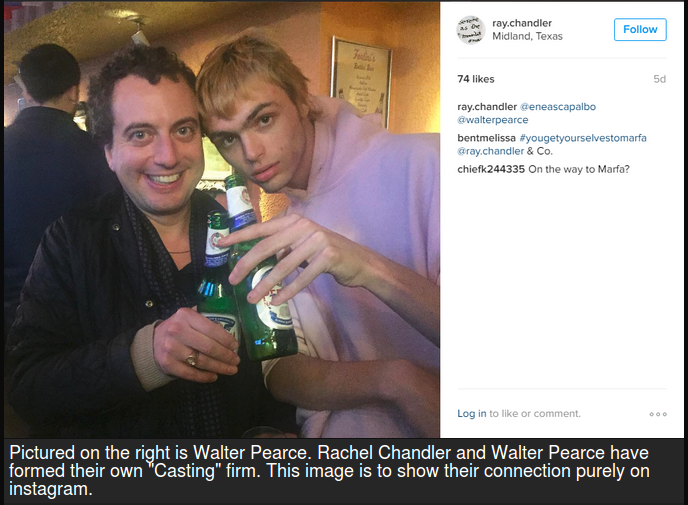 ray.chandler
Midland, Texas
Follow
74 likes
5d
ray.chandler @eneascapalbo
@walterpearce
bentmelissa #yougetyourselvestomarfa
@ray.chandler & Co.
chiefk244335 On the way to Marfa?
Log in to like or comment.
Pictured on the right is Walter Pearce. Rachel Chandler and Walter Pearce have
formed their own "Casting" firm. This image is to show their connection purely on
instagram.